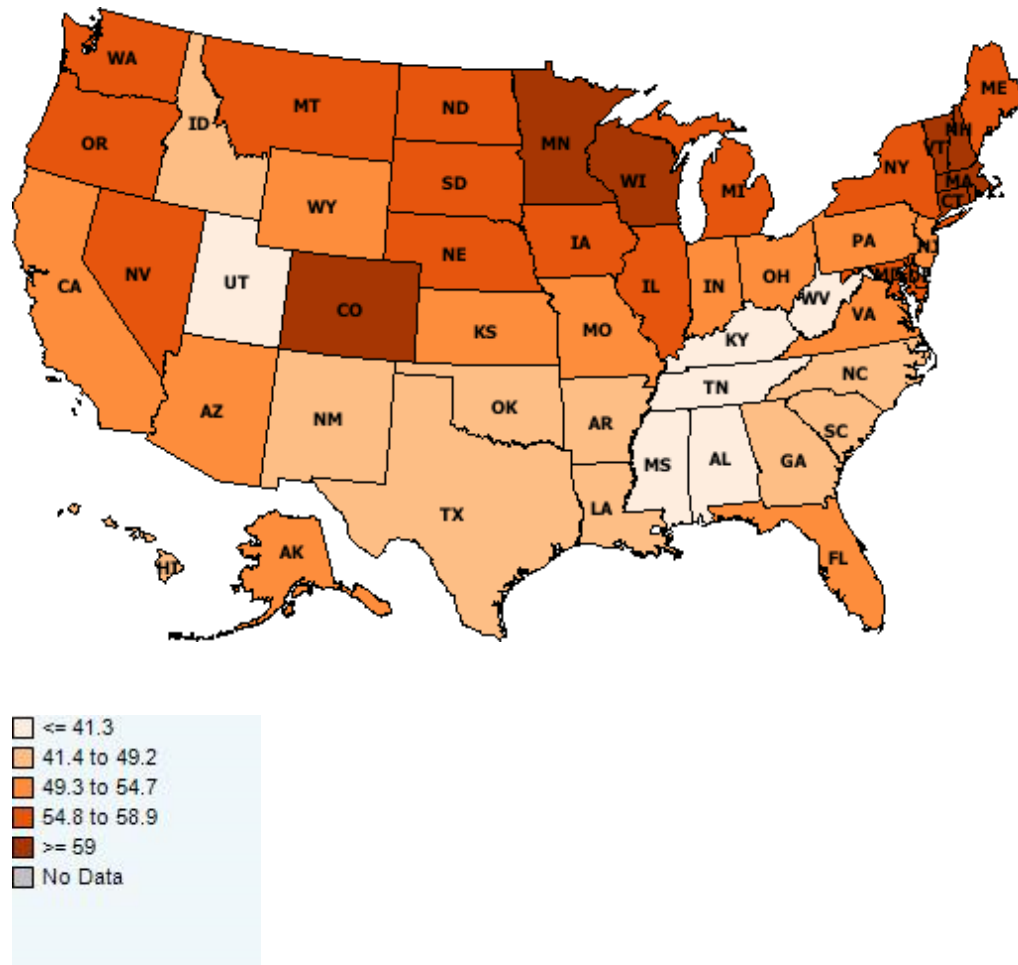 WA
MT
ND
MN
ME
ID
OR
SD
WI
MI
NY
VT
NH
MA
CT
WY
IA
NE
PA
NJ
NV
UT
CA
CO
IL
IN
OH
WV
MD
VA
KS
MO
KY
AZ
NM
OK
AR
TN
NC
SC
MS
AL
GA
TX
LA
FL
AK
HI
<= 41.3
41.4 to 49.2
49.3 to 54.7
54.8 to 58.9
>= 59
No Data